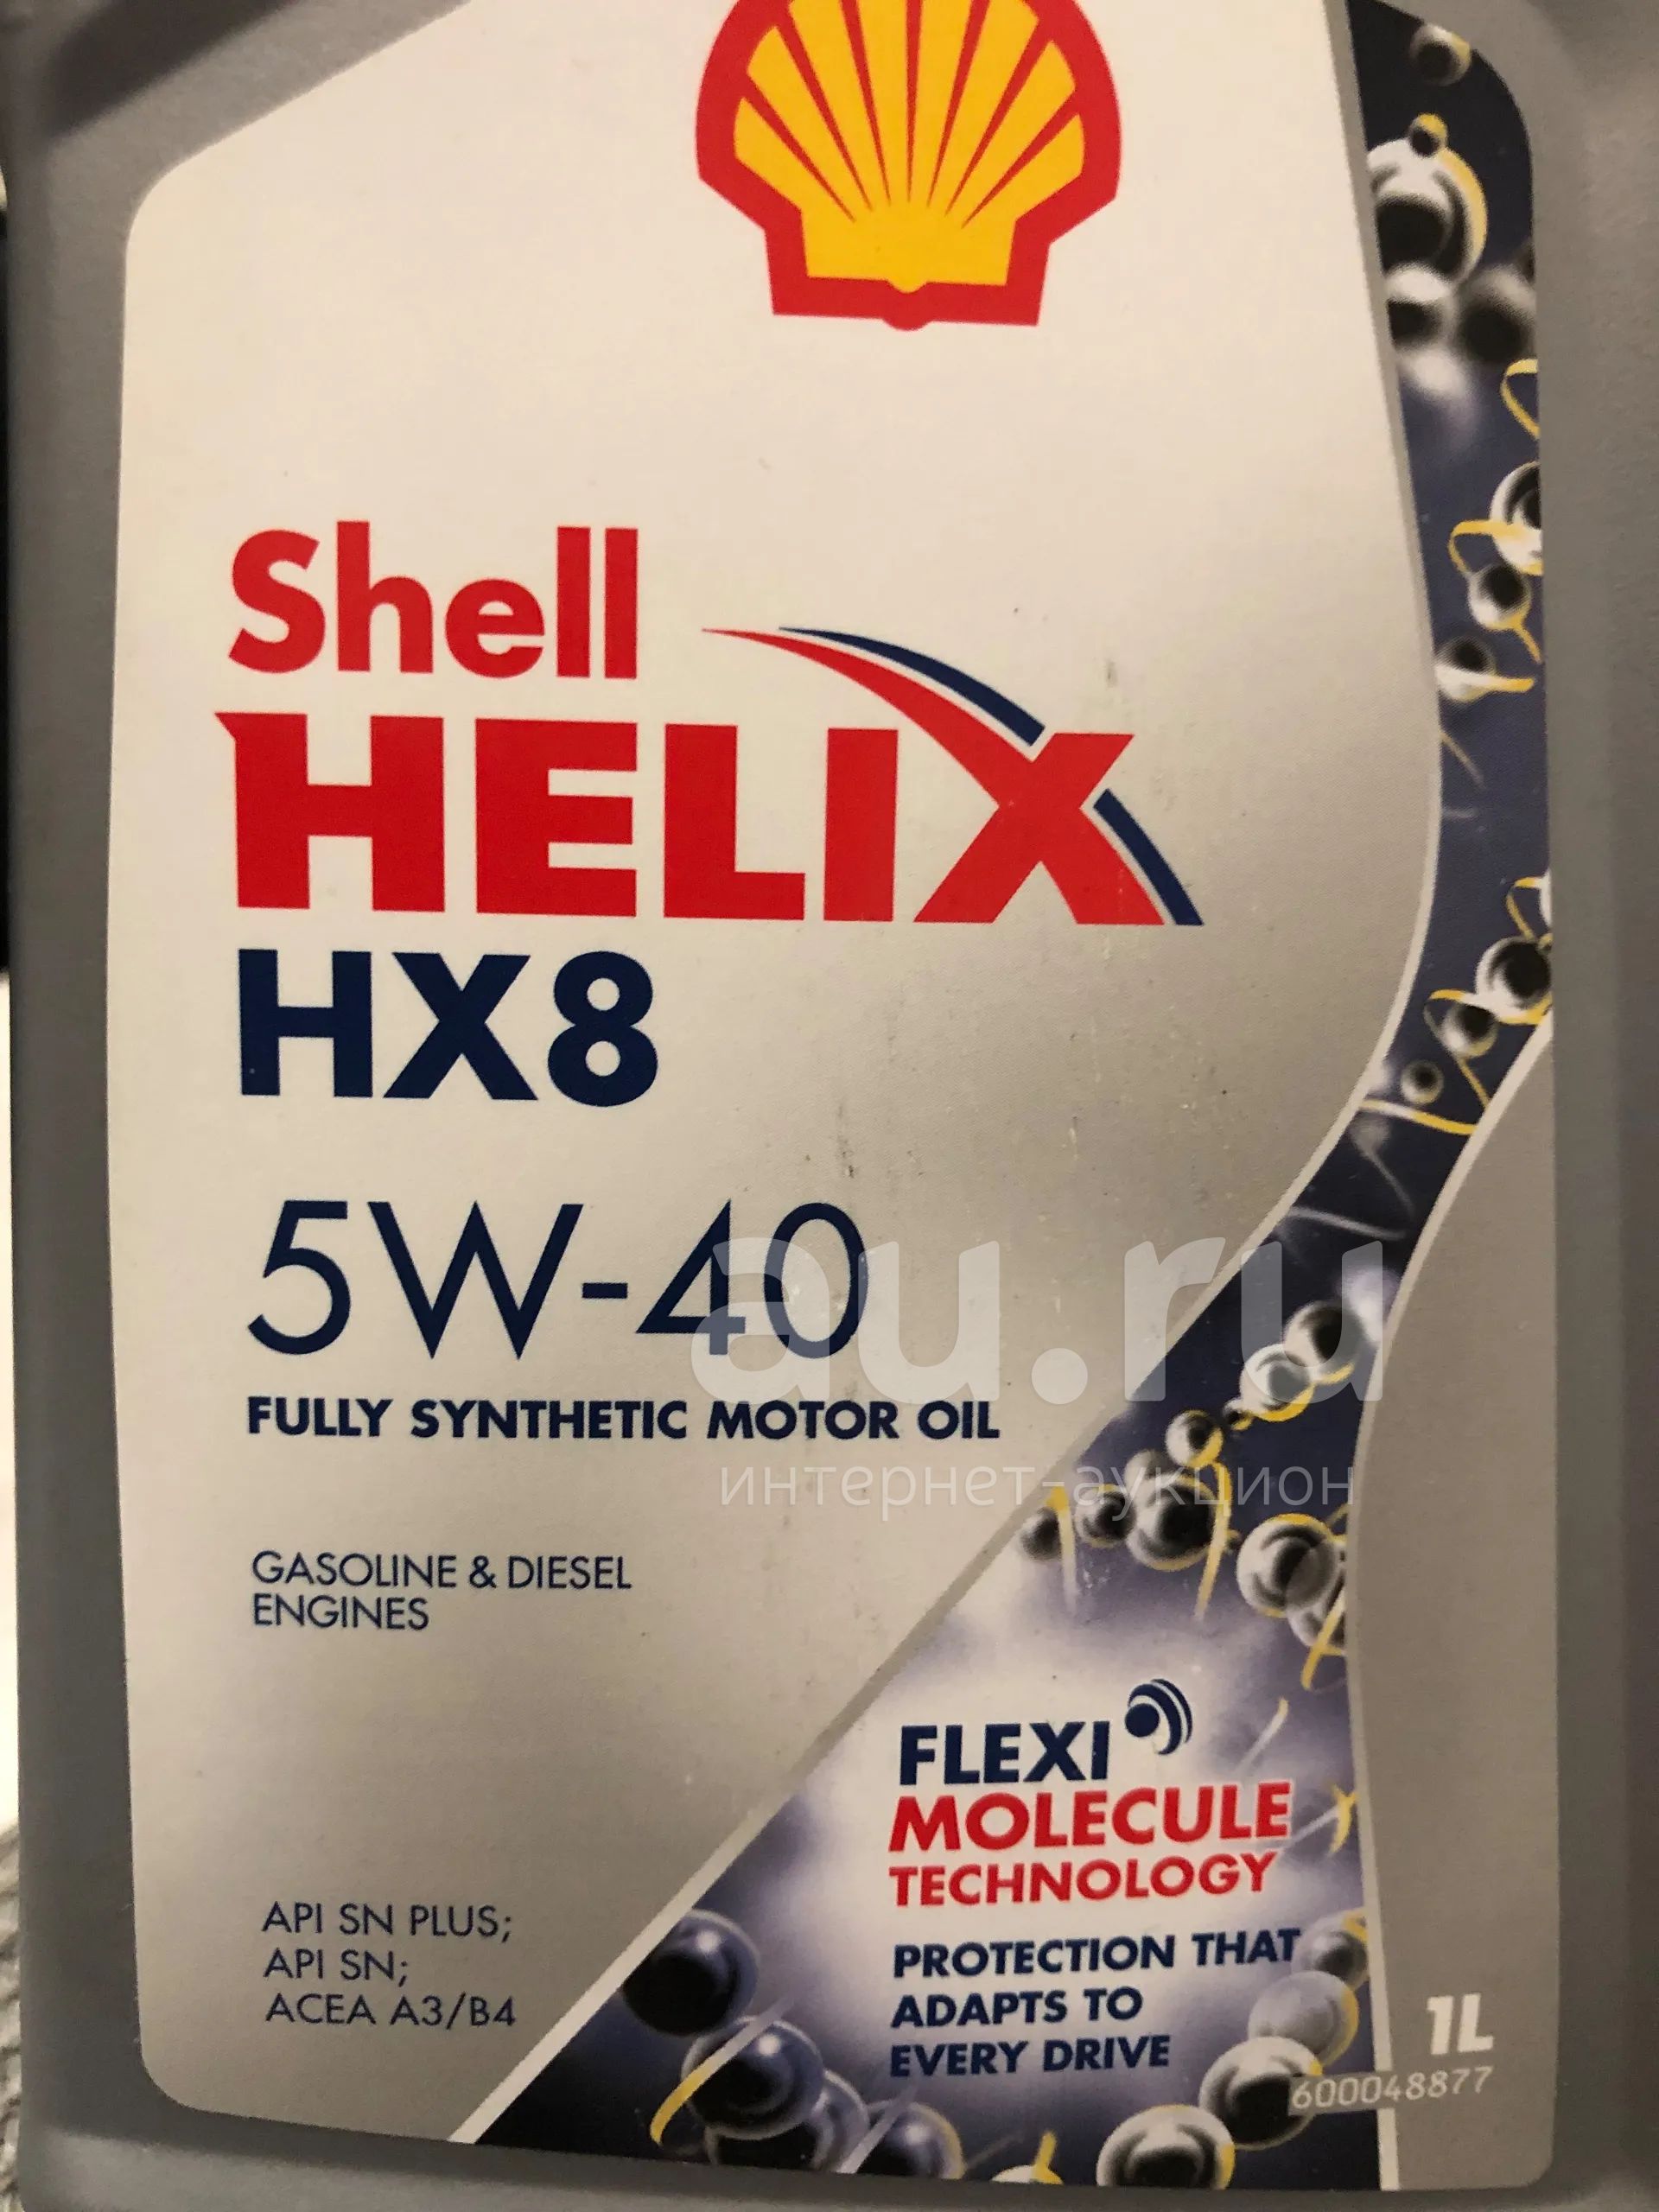 Shell
HELIX
HX8
5W-40
FULLY SYNTHETIC MOTOR OIL
GASOLINE & DIESEL
ENGINES
API SN PLUS;
API SN;
ACEA A3/B4
FLEXI
MOLECULE
TECHNOLOGY
PROTECTION THAT
ADAPTS TO
EVERY DRIVE
1L
600048877
au.ru
интернет-аукцион